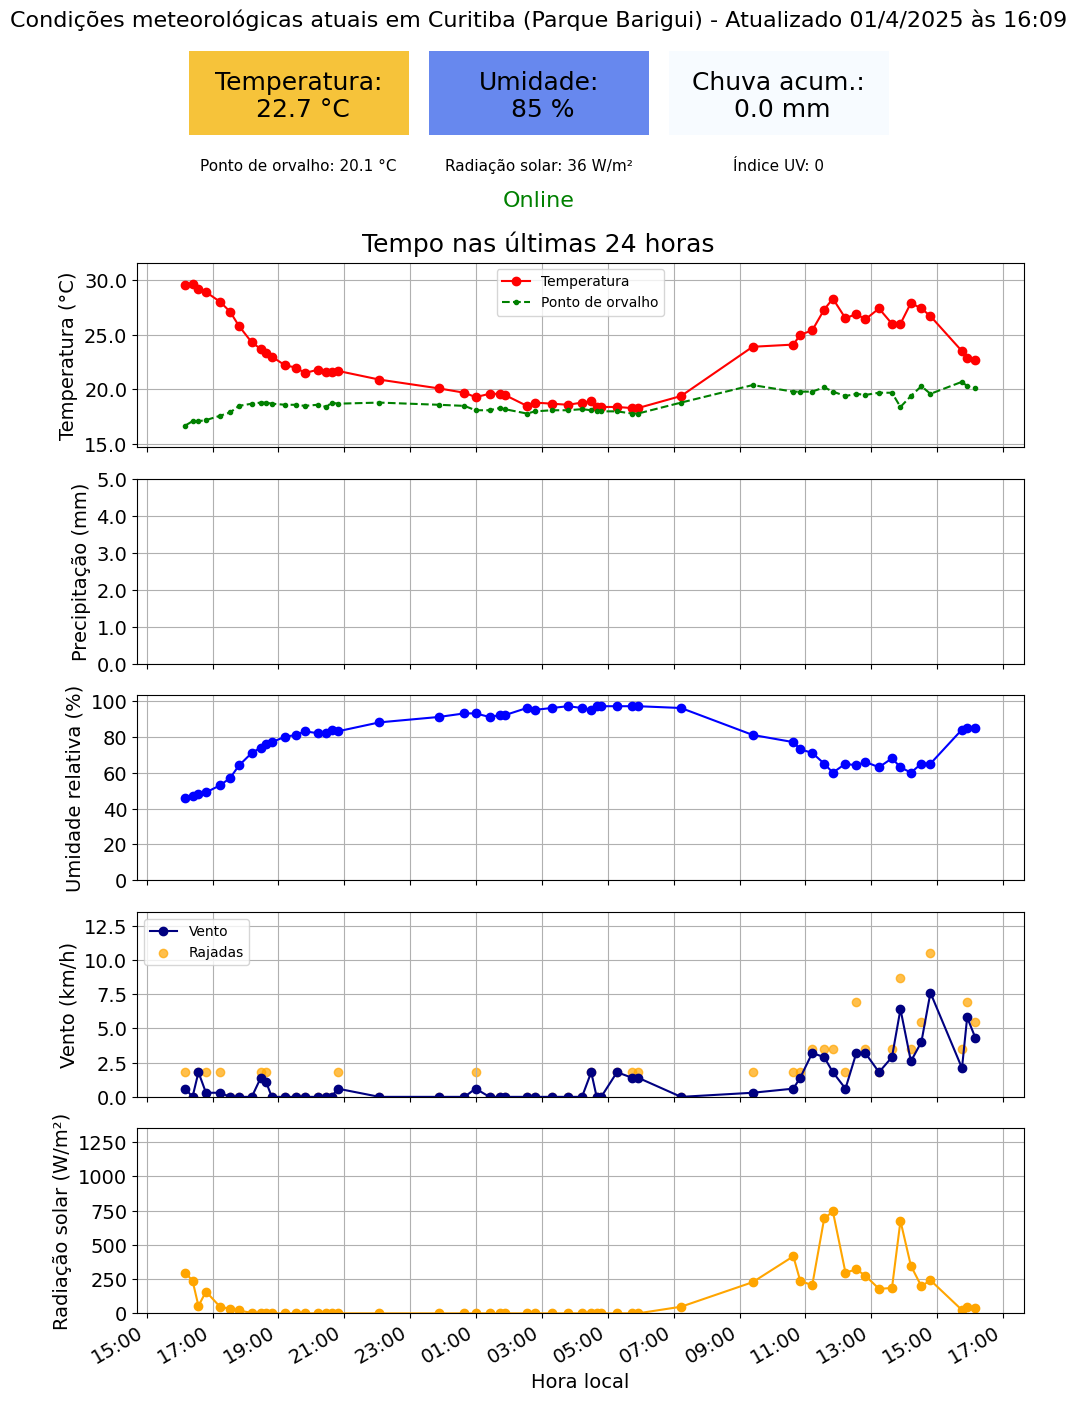 Condições meteorológicas atuais em Curitiba (Parque Barigui) - Atualizado 01/4/2025 às 16:09
Temperatura:
22.7 °C
Umidade:
85 %
Chuva acum.:
0.0 mm
Ponto de orvalho: 20.1 °C
Radiação solar: 36 W/m²
Índice UV: 0
Online
Tempo nas últimas 24 horas
Temperatura (°C)
30.0
25.0
20.0
15.0
Temperatura
Ponto de orvalho
Precipitação (mm)
5.0
4.0
3.0
2.0
1.0
0.0
Umidade relativa (%)
100
80
60
40
20
0
Vento (km/h)
12.5
10.0
7.5
5.0
2.5
0.0
Vento
Rajadas
Radiação solar (W/m²)
1250
1000
750
500
250
0
15:00
17:00
19:00
21:00
23:00
01:00
03:00
05:00
07:00
09:00
11:00
13:00
15:00
17:00
Hora local